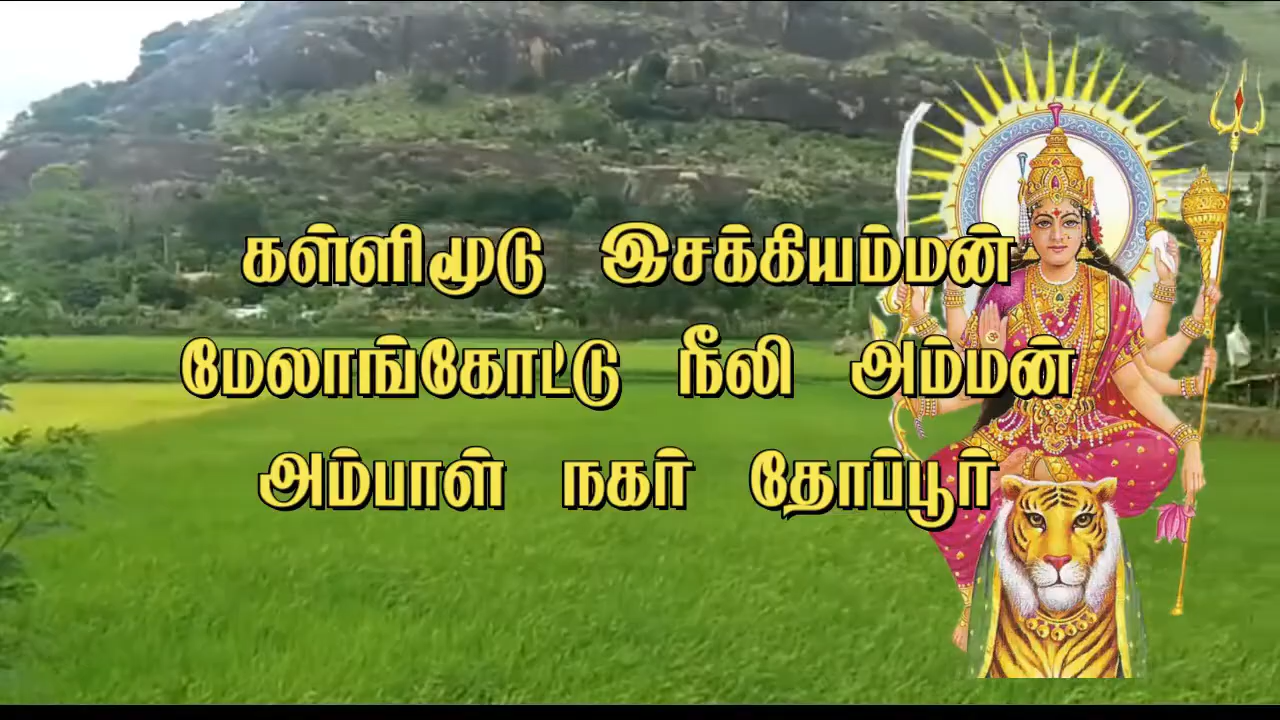 கள்ளிமூடு இசக்கியம்மன்
மேலாங்கோட்டு நீலி அம்மன்
அம்பாள் நகர் தோப்பூர்